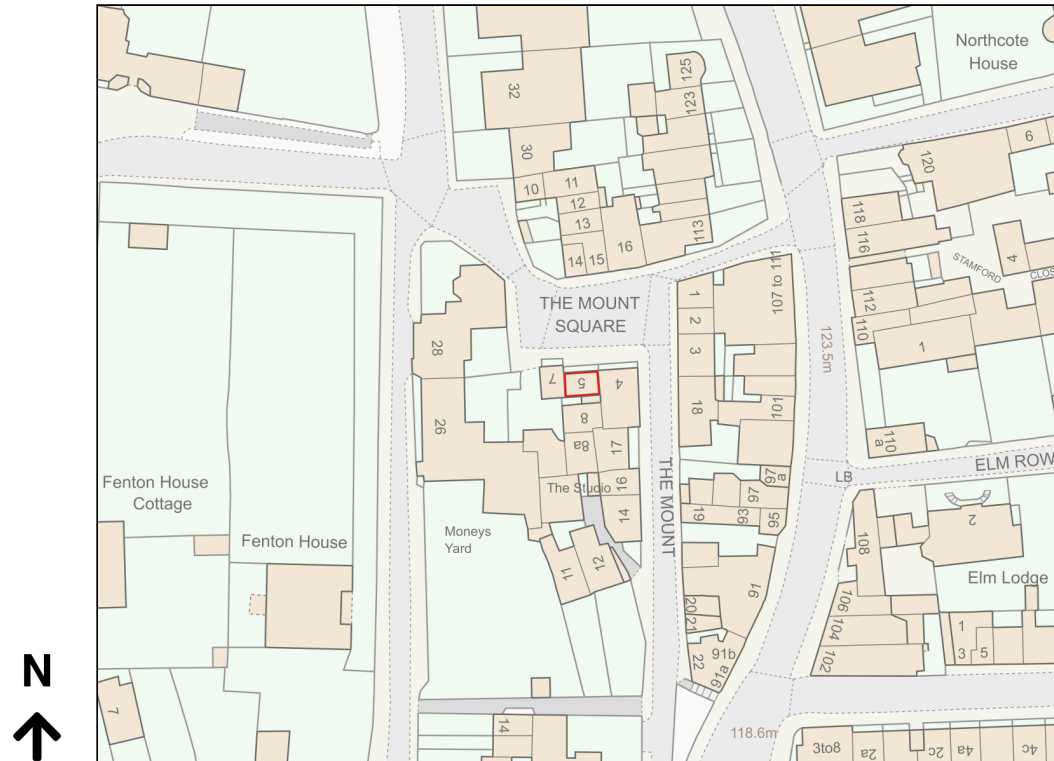 Northcote
House
32
125
123
30
10
11
12
13
14
15
16
113
120
6
118
116
STAMFORD
CLOS
4
112
110
1
THE MOUNT
SQUARE
1
2
3
107 to 111
123.5m
28
7
5
4
18
101
26
8
8a
17
110
a
ELM ROW
LB
97
a
THE MOUNT
The Studio
16
14
19
97
93
95
Fenton House
Cottage
Fenton House
Moneys
Yard
11
12
108
2
Elm Lodge
91
20
21
106
104
102
1
3
5
22
91b
91a
N
7
14
118.6m
3to8
2a
2c
4a
4c